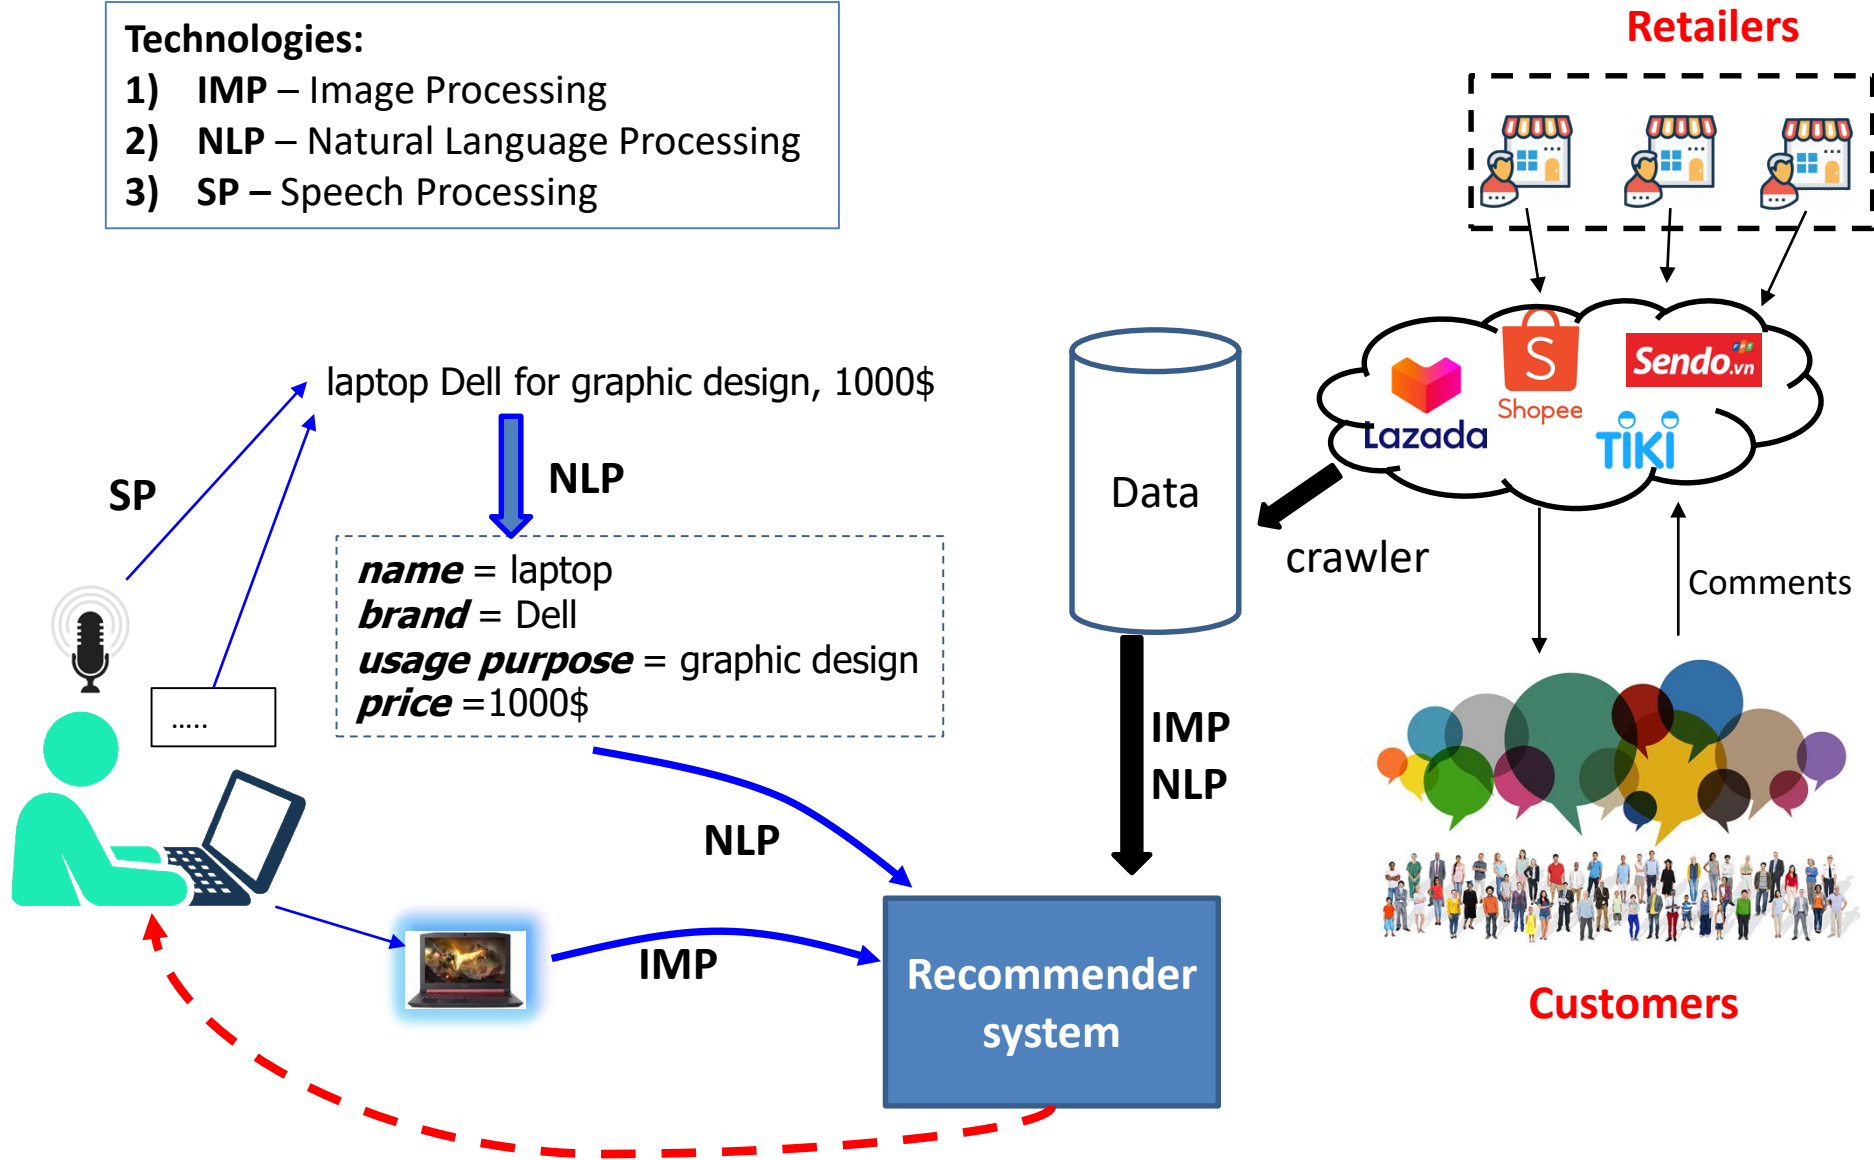 Technologies:
1) IMP – Image Processing
2) NLP – Natural Language Processing
3) SP – Speech Processing
Retailers
Lazada
S
Shopee
FPT
Sendo.vn
TIKI
laptop Dell for graphic design, 1000$
SP
NLP
name = laptop
brand = Dell
usage purpose = graphic design
price =1000$
.....
Data
crawler
Comments
IMP
NLP
NLP
IMP
Recommender
system
Customers